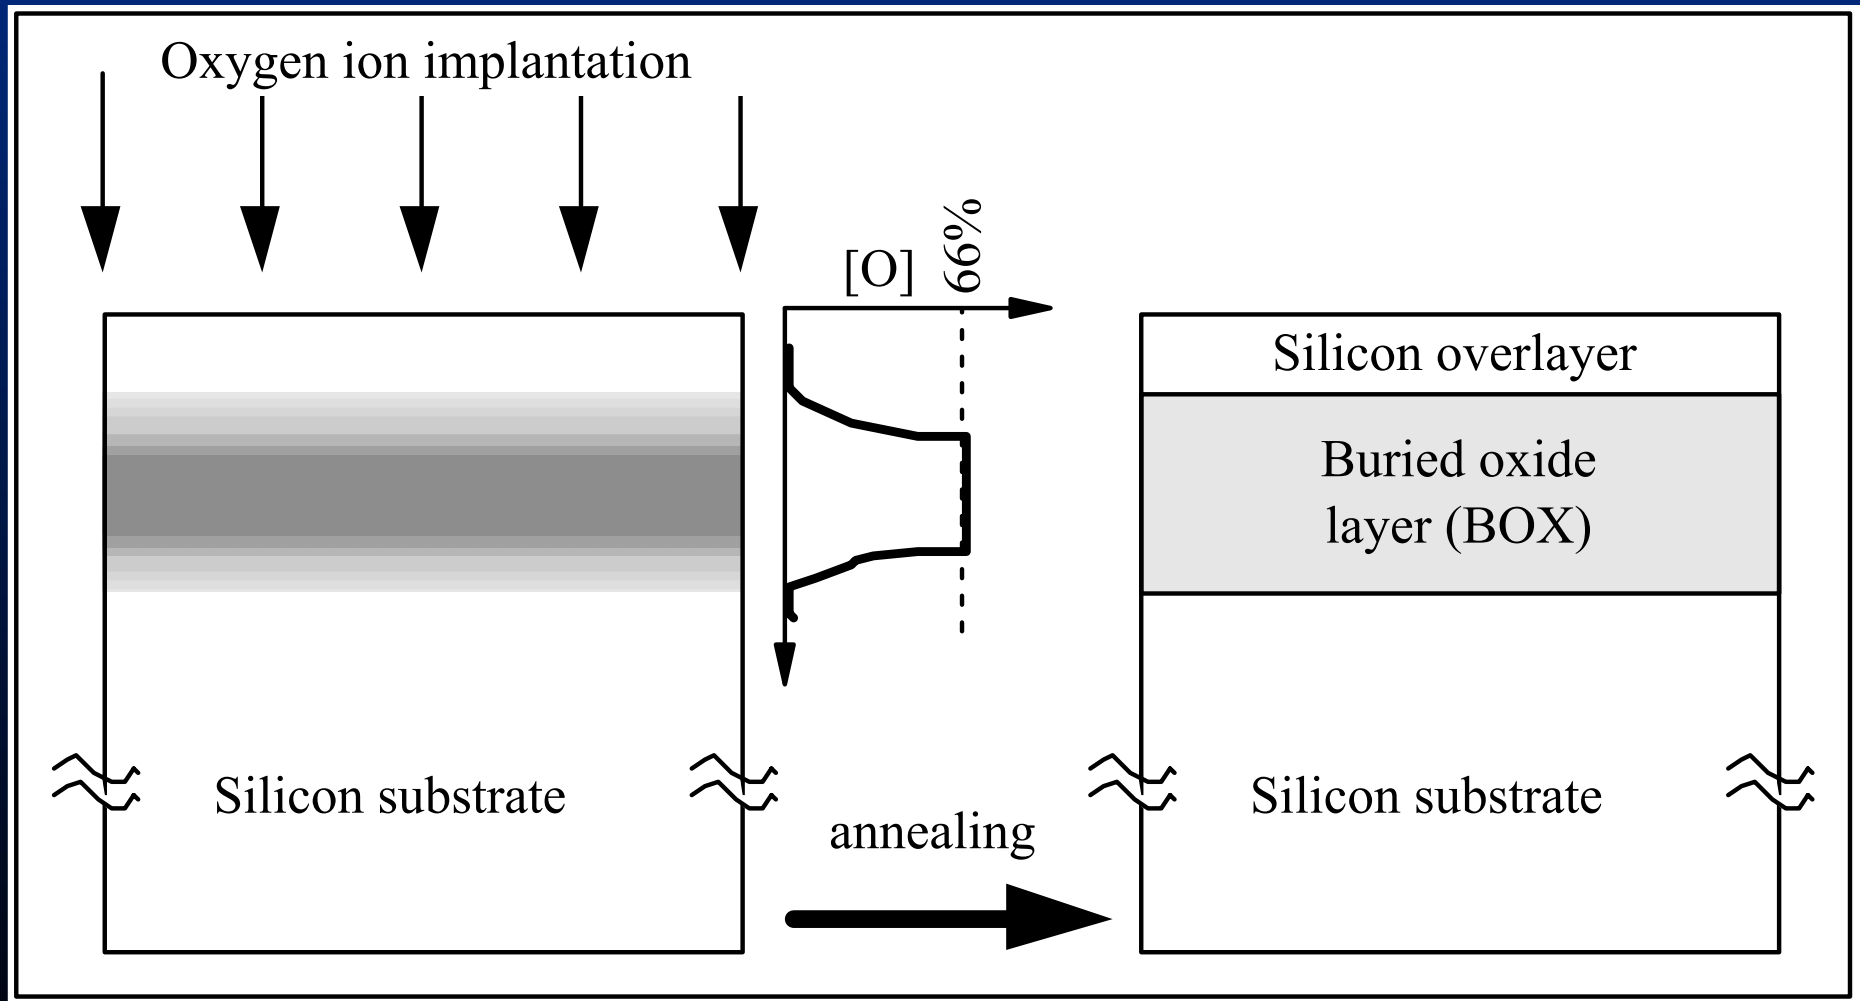 Oxygen ion implantation
[O]
66%
Silicon overlayer
Buried oxide
layer (BOX)
Silicon substrate
annealing
Silicon substrate